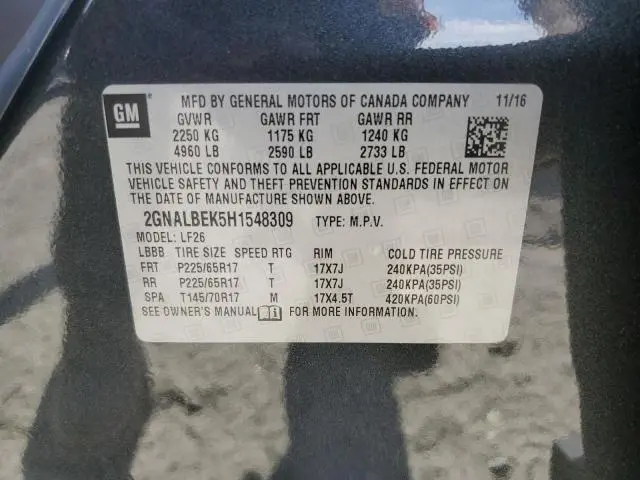 GM MFD BY GENERAL MOTORS OF CANADA COMPANY 11/16
GVWR GAWR FRT GAWR RR
2250 KG 1175 KG 1240 KG
4960 LB 2590 LB 2733 LB
THIS VEHICLE CONFORMS TO ALL APPLICABLE U.S. FEDERAL MOTOR
VEHICLE SAFETY AND THEFT PREVENTION STANDARDS IN EFFECT ON
THE DATE OF MANUFACTURE SHOWN ABOVE.
2GNALBEK5H1548309 TYPE: M.P.V.
MODEL: LF26
LBBB TIRE SIZE SPEED RTG RIM COLD TIRE PRESSURE
FRT P225/65R17 T 17X7J 240KPA(35PSI)
RR P225/65R17 T 17X7J 240KPA(35PSI)
SPA T145/70R17 M 17X4.5T 420KPA(60PSI)
SEE OWNER'S MANUAL FOR MORE INFORMATION.